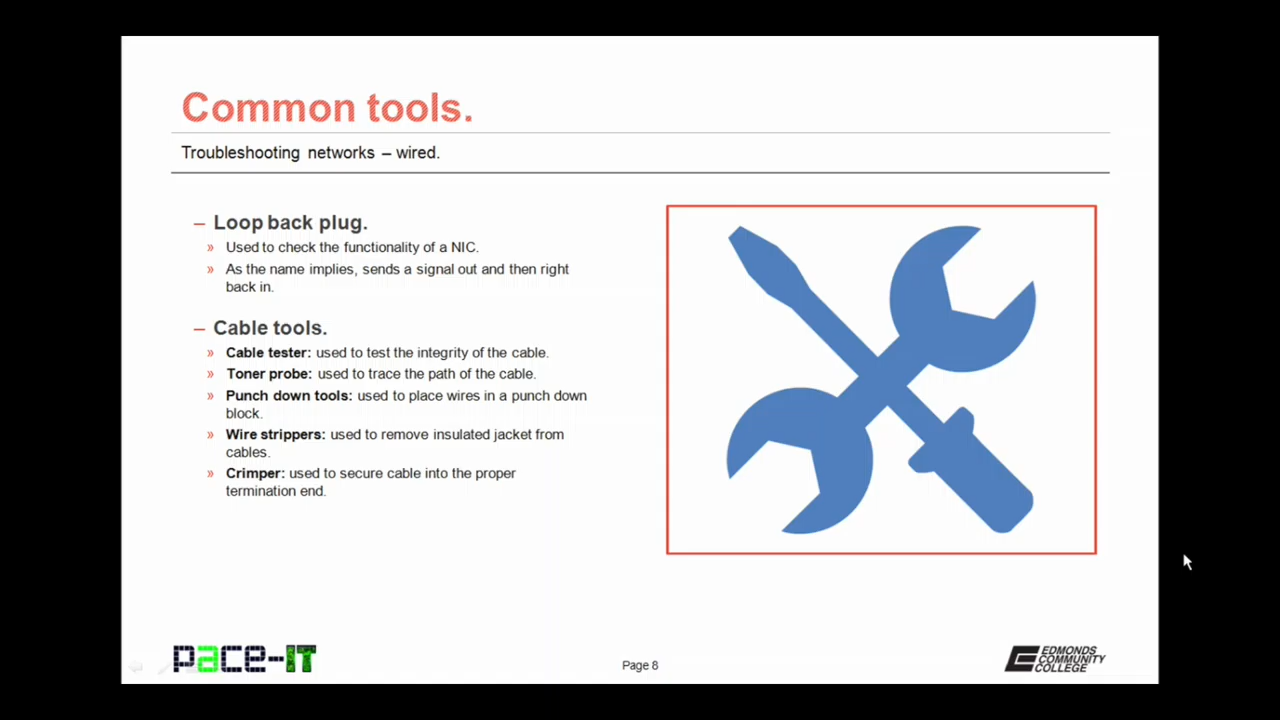 Common tools.
Troubleshooting networks – wired.
– Loop back plug.
» Used to check the functionality of a NIC.
» As the name implies, sends a signal out and then right
back in.
– Cable tools.
» Cable tester: used to test the integrity of the cable.
» Toner probe: used to trace the path of the cable.
» Punch down tools: used to place wires in a punch down
block.
» Wire strippers: used to remove insulated jacket from
cables.
» Crimper: used to secure cable into the proper
termination end.
pace-IT
Page 8
EDMONDS
COMMUNITY
COLLEGE